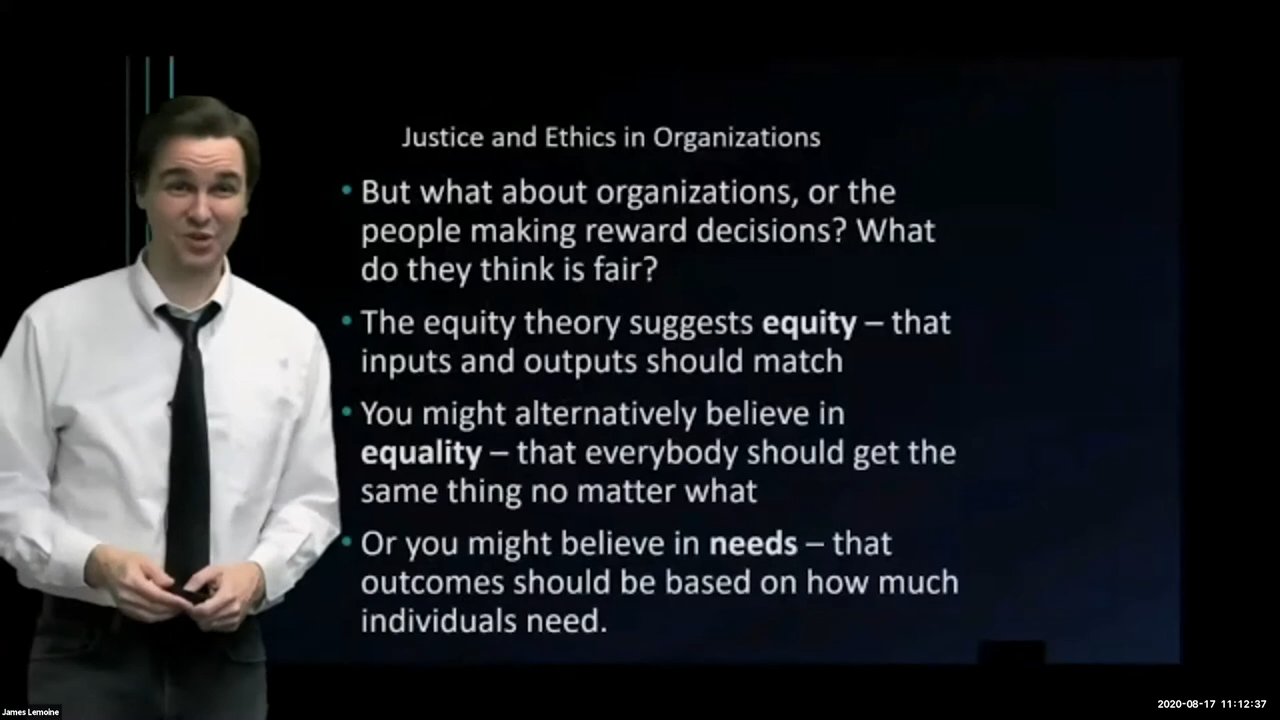 Justice and Ethics in Organizations
• But what about organizations, or the
people making reward decisions? What
do they think is fair?
• The equity theory suggests equity – that
inputs and outputs should match
• You might alternatively believe in
equality – that everybody should get the
same thing no matter what
• Or you might believe in needs – that
outcomes should be based on how much
individuals need.
James Lemoine
2020-08-17 11:12:37